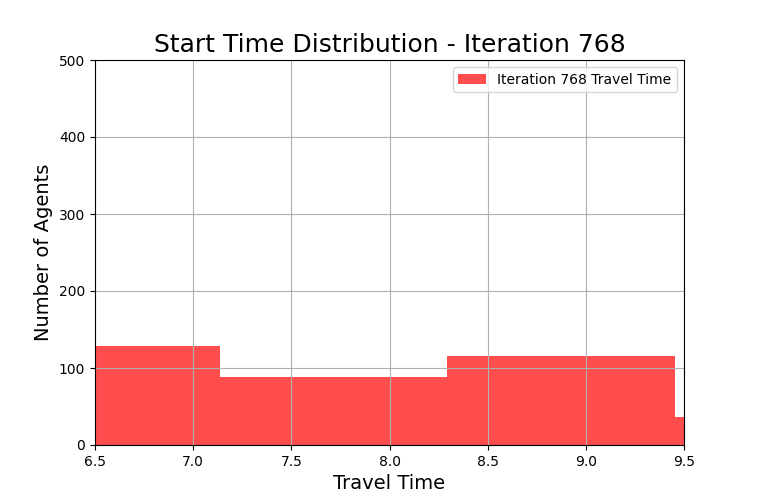 Start Time Distribution - Iteration 768
Iteration 768 Travel Time
Number of Agents
500
400
300
200
100
0
6.5 7.0 7.5 8.0 8.5 9.0 9.5
Travel Time